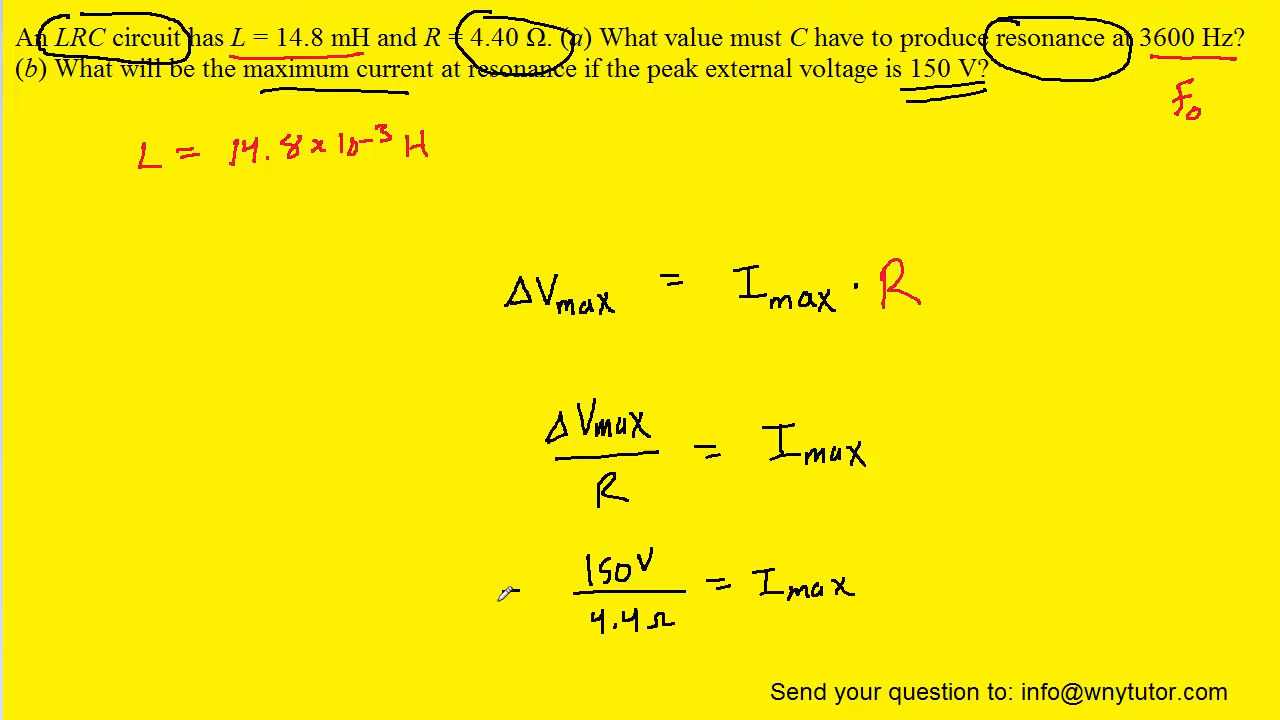 An LRC circuit has L = 14.8 mH and R = 4.40 Ω. (a) What value must C have to produce resonance at 3600 Hz?
(b) What will be the maximum current at resonance if the peak external voltage is 150 V?
F₀
L = 14.8 x 10⁻³ H
ΔVmax = Imax · R
ΔVmax / R = Imax
150V / 4.4Ω = Imax
Send your question to: info@wnytutor.com